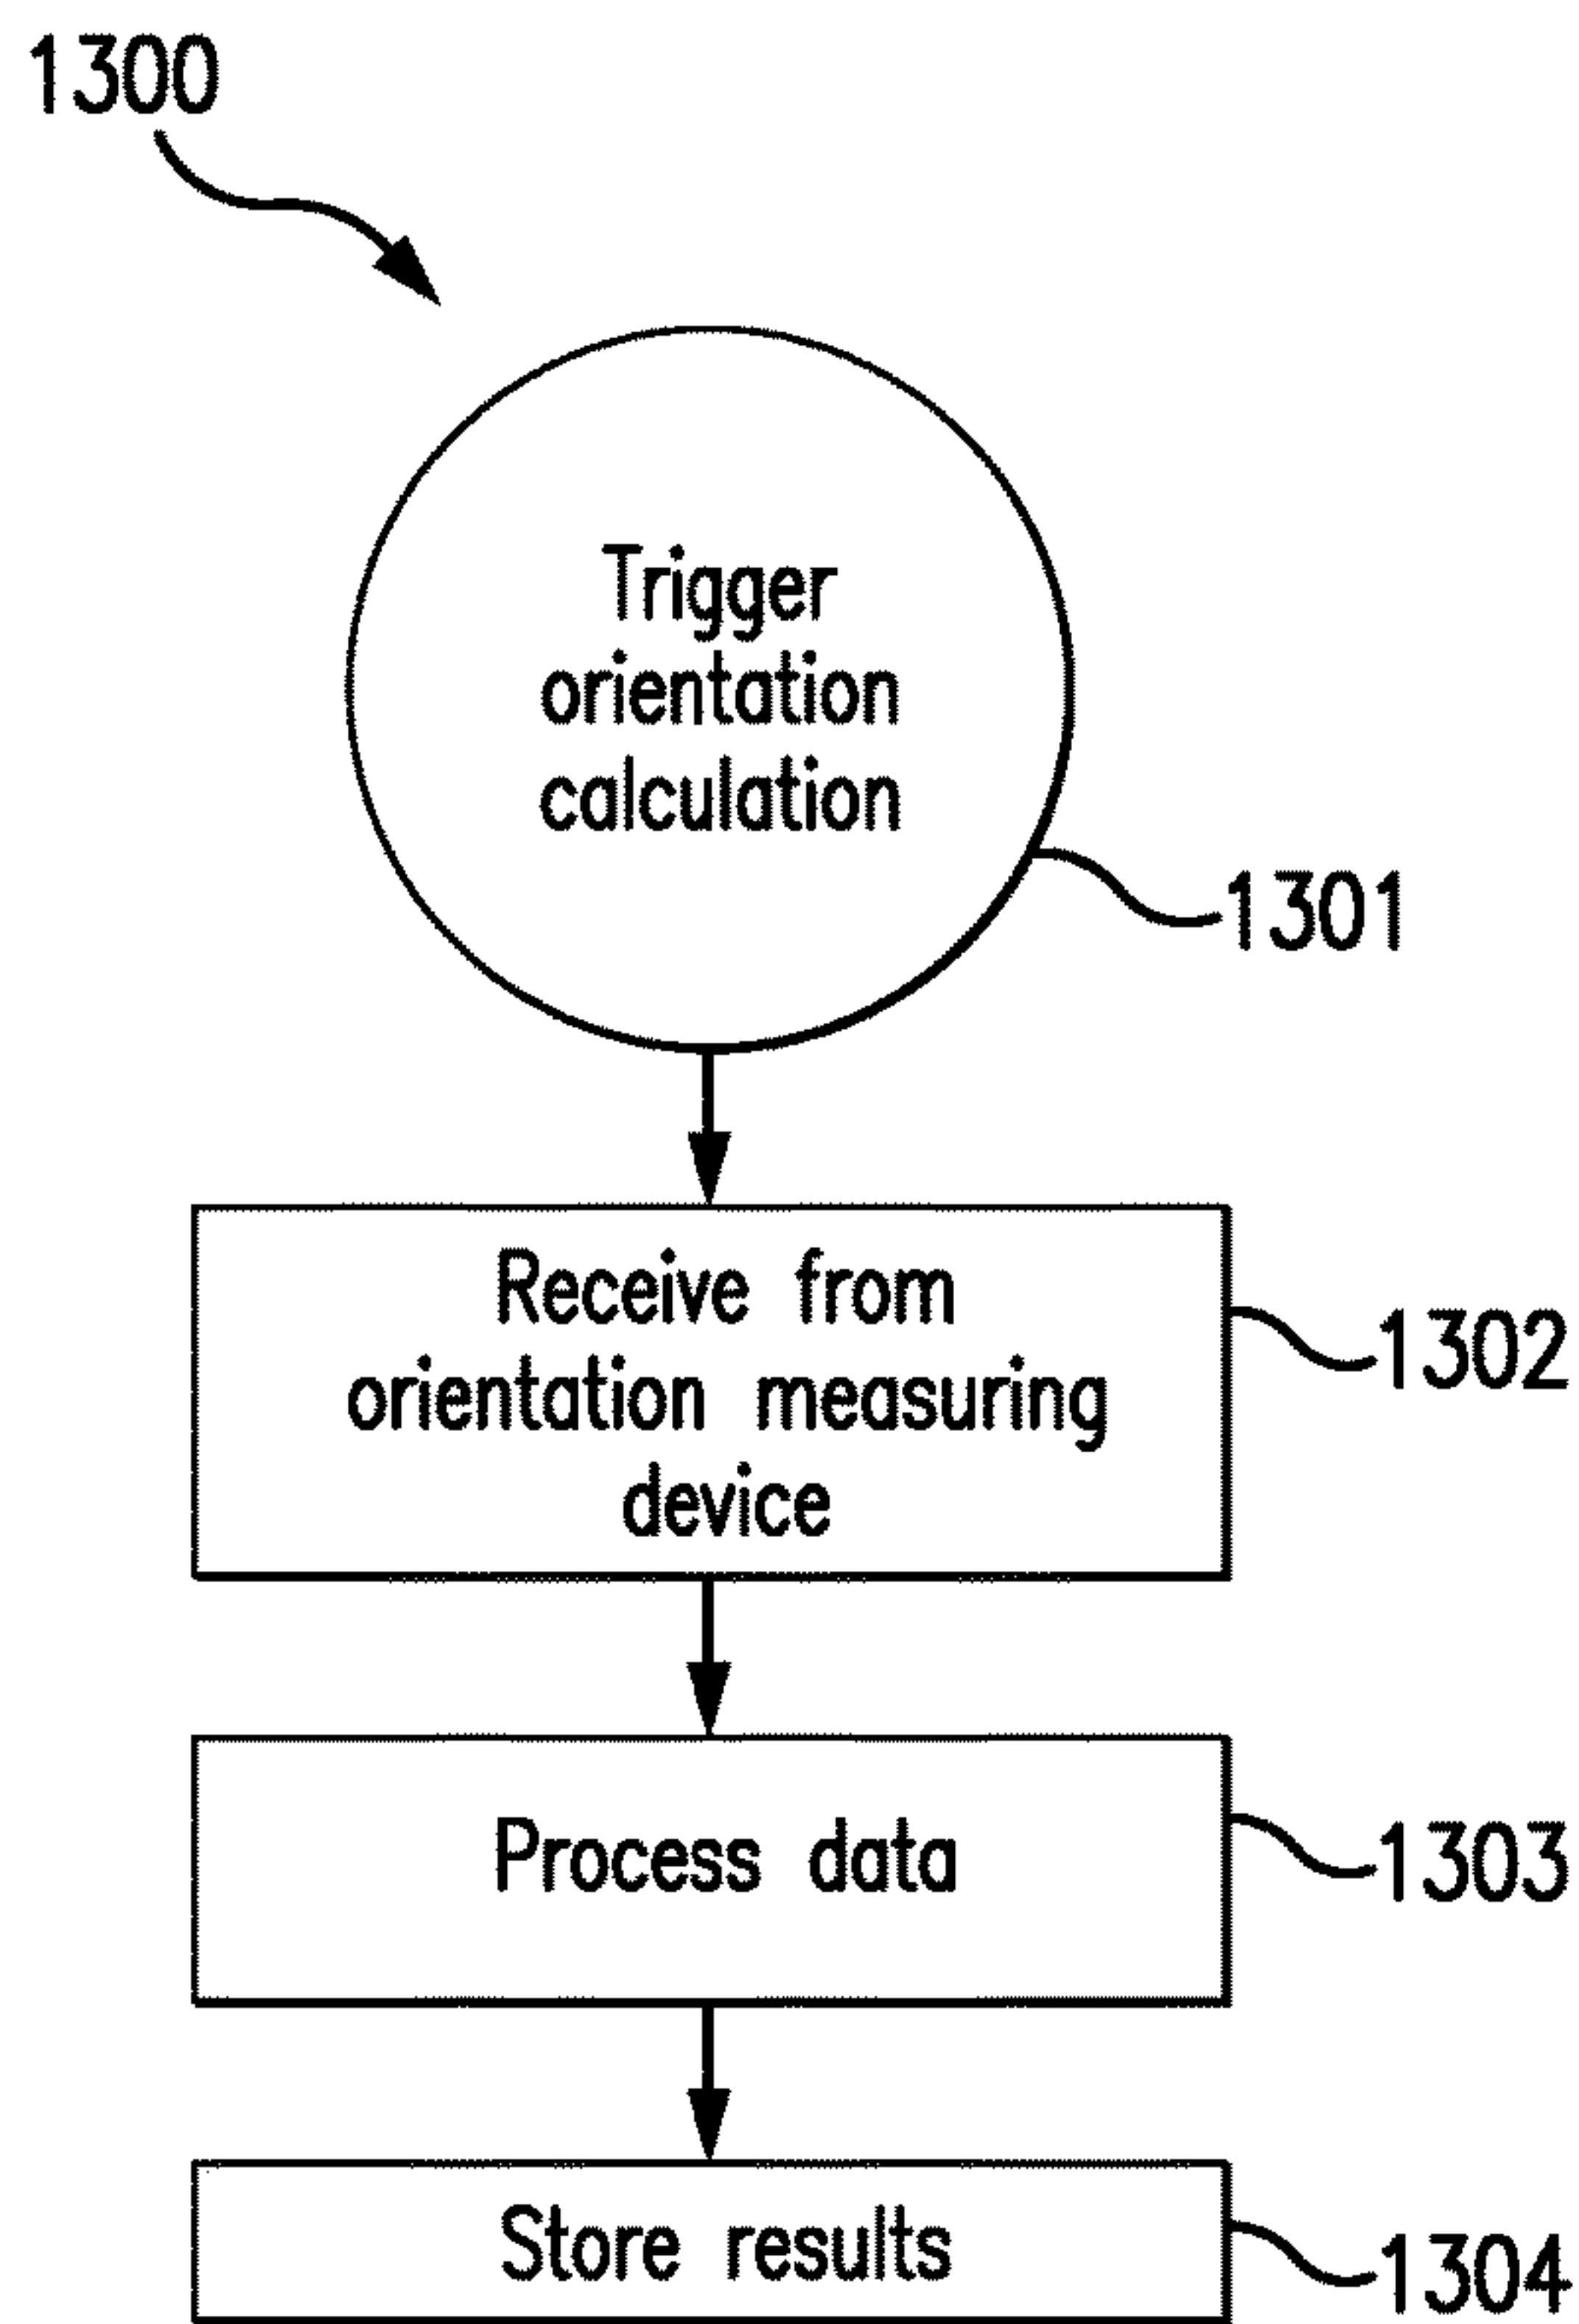 1300
Trigger
orientation
calculation
1301
Receive from
orientation measuring
device
1302
Process data
1303
Store results
1304